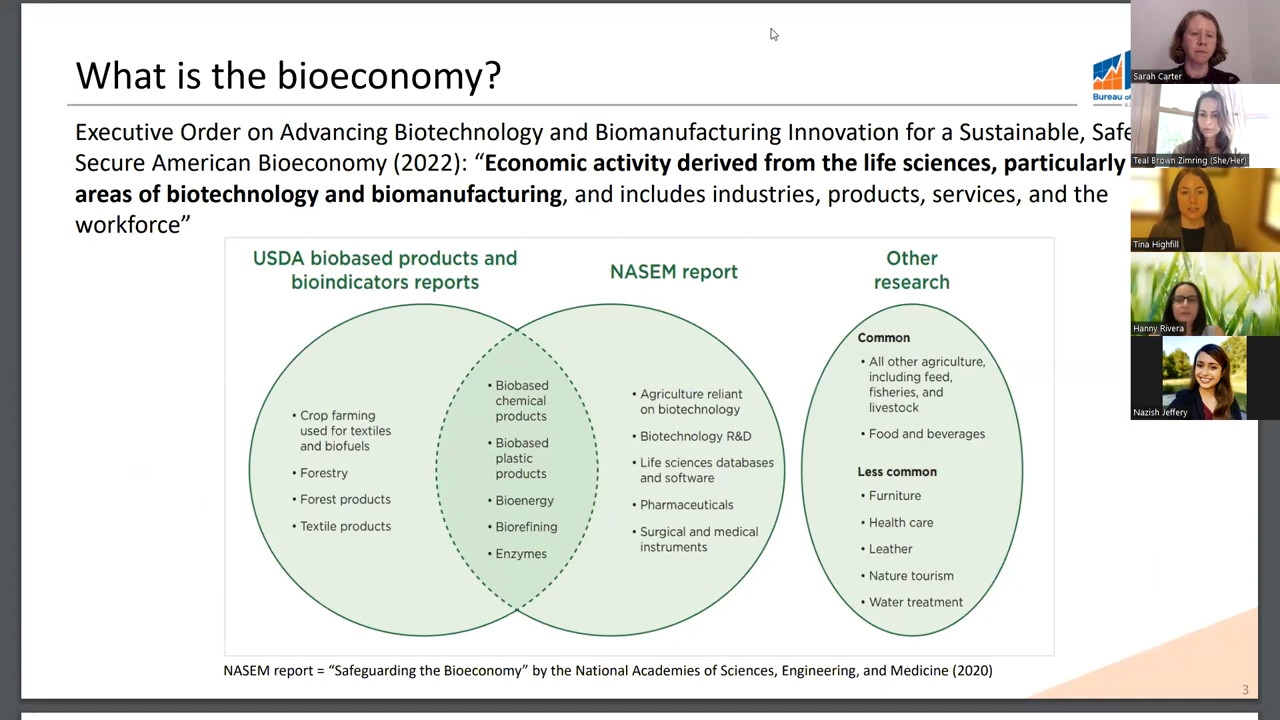 What is the bioeconomy?
Executive Order on Advancing Biotechnology and Biomanufacturing Innovation for a Sustainable, Safe
Secure American Bioeconomy (2022): “Economic activity derived from the life sciences, particularly
areas of biotechnology and biomanufacturing, and includes industries, products, services, and the
workforce”
Bureau of
USDA biobased products and
bioindicators reports
• Crop farming
used for textiles
and biofuels
• Forestry
• Forest products
• Textile products
• Biobased
chemical
products
• Biobased
plastic
products
• Bioenergy
• Biorefining
• Enzymes
NASEM report
• Agriculture reliant
on biotechnology
• Biotechnology R&D
• Life sciences databases
and software
• Pharmaceuticals
• Surgical and medical
instruments
Other
research
Common
• All other agriculture,
including feed,
fisheries, and
livestock
• Food and beverages
Less common
• Furniture
• Health care
• Leather
• Nature tourism
• Water treatment
NASEM report = “Safeguarding the Bioeconomy” by the National Academies of Sciences, Engineering, and Medicine (2020)
3
Sarah Carter
Teal Brown Zimring (She/Her)
Tina Highfill
Hanny Rivera
Nazish Jeffery